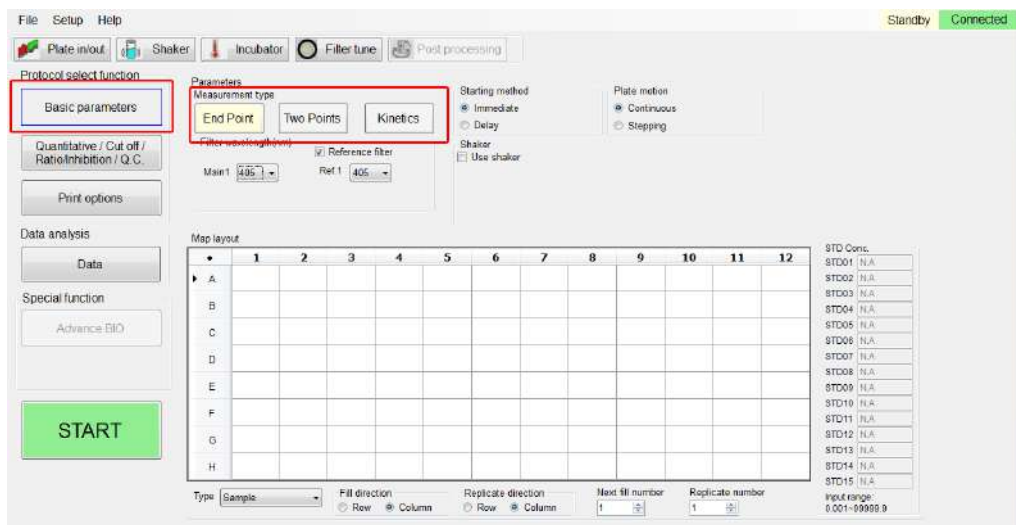 File Setup Help Standby Connected
Plate in/out Shaker Incubator Filter tune Post processing
Protocol select function
Basic parameters
Quantitative / Cut off /
Ratio/Inhibition / Q.C.
Print options
Data analysis
Data
Special function
Advance BIO
START
Parameters
Measurement type
End Point Two Points Kinetics
Filter wavelength(nm)
Reference filter
Main1 405 Ref 1 405
Starting method
Immediate
Delay
Shaker
Use shaker
Plate motion
Continuous
Stepping
Map layout
1 2 3 4 5 6 7 8 9 10 11 12
A
B
C
D
E
F
G
H
STD Conc.
STD01 N.A
STD02 N.A
STD03 N.A
STD04 N.A
STD05 N.A
STD06 N.A
STD07 N.A
STD08 N.A
STD09 N.A
STD10 N.A
STD11 N.A
STD12 N.A
STD13 N.A
STD14 N.A
STD15 N.A
Input range:
0.001~99999.9
Type Sample
Fill direction
Row Column
Replicate direction
Row Column
Next fill number
1
Replicate number
1